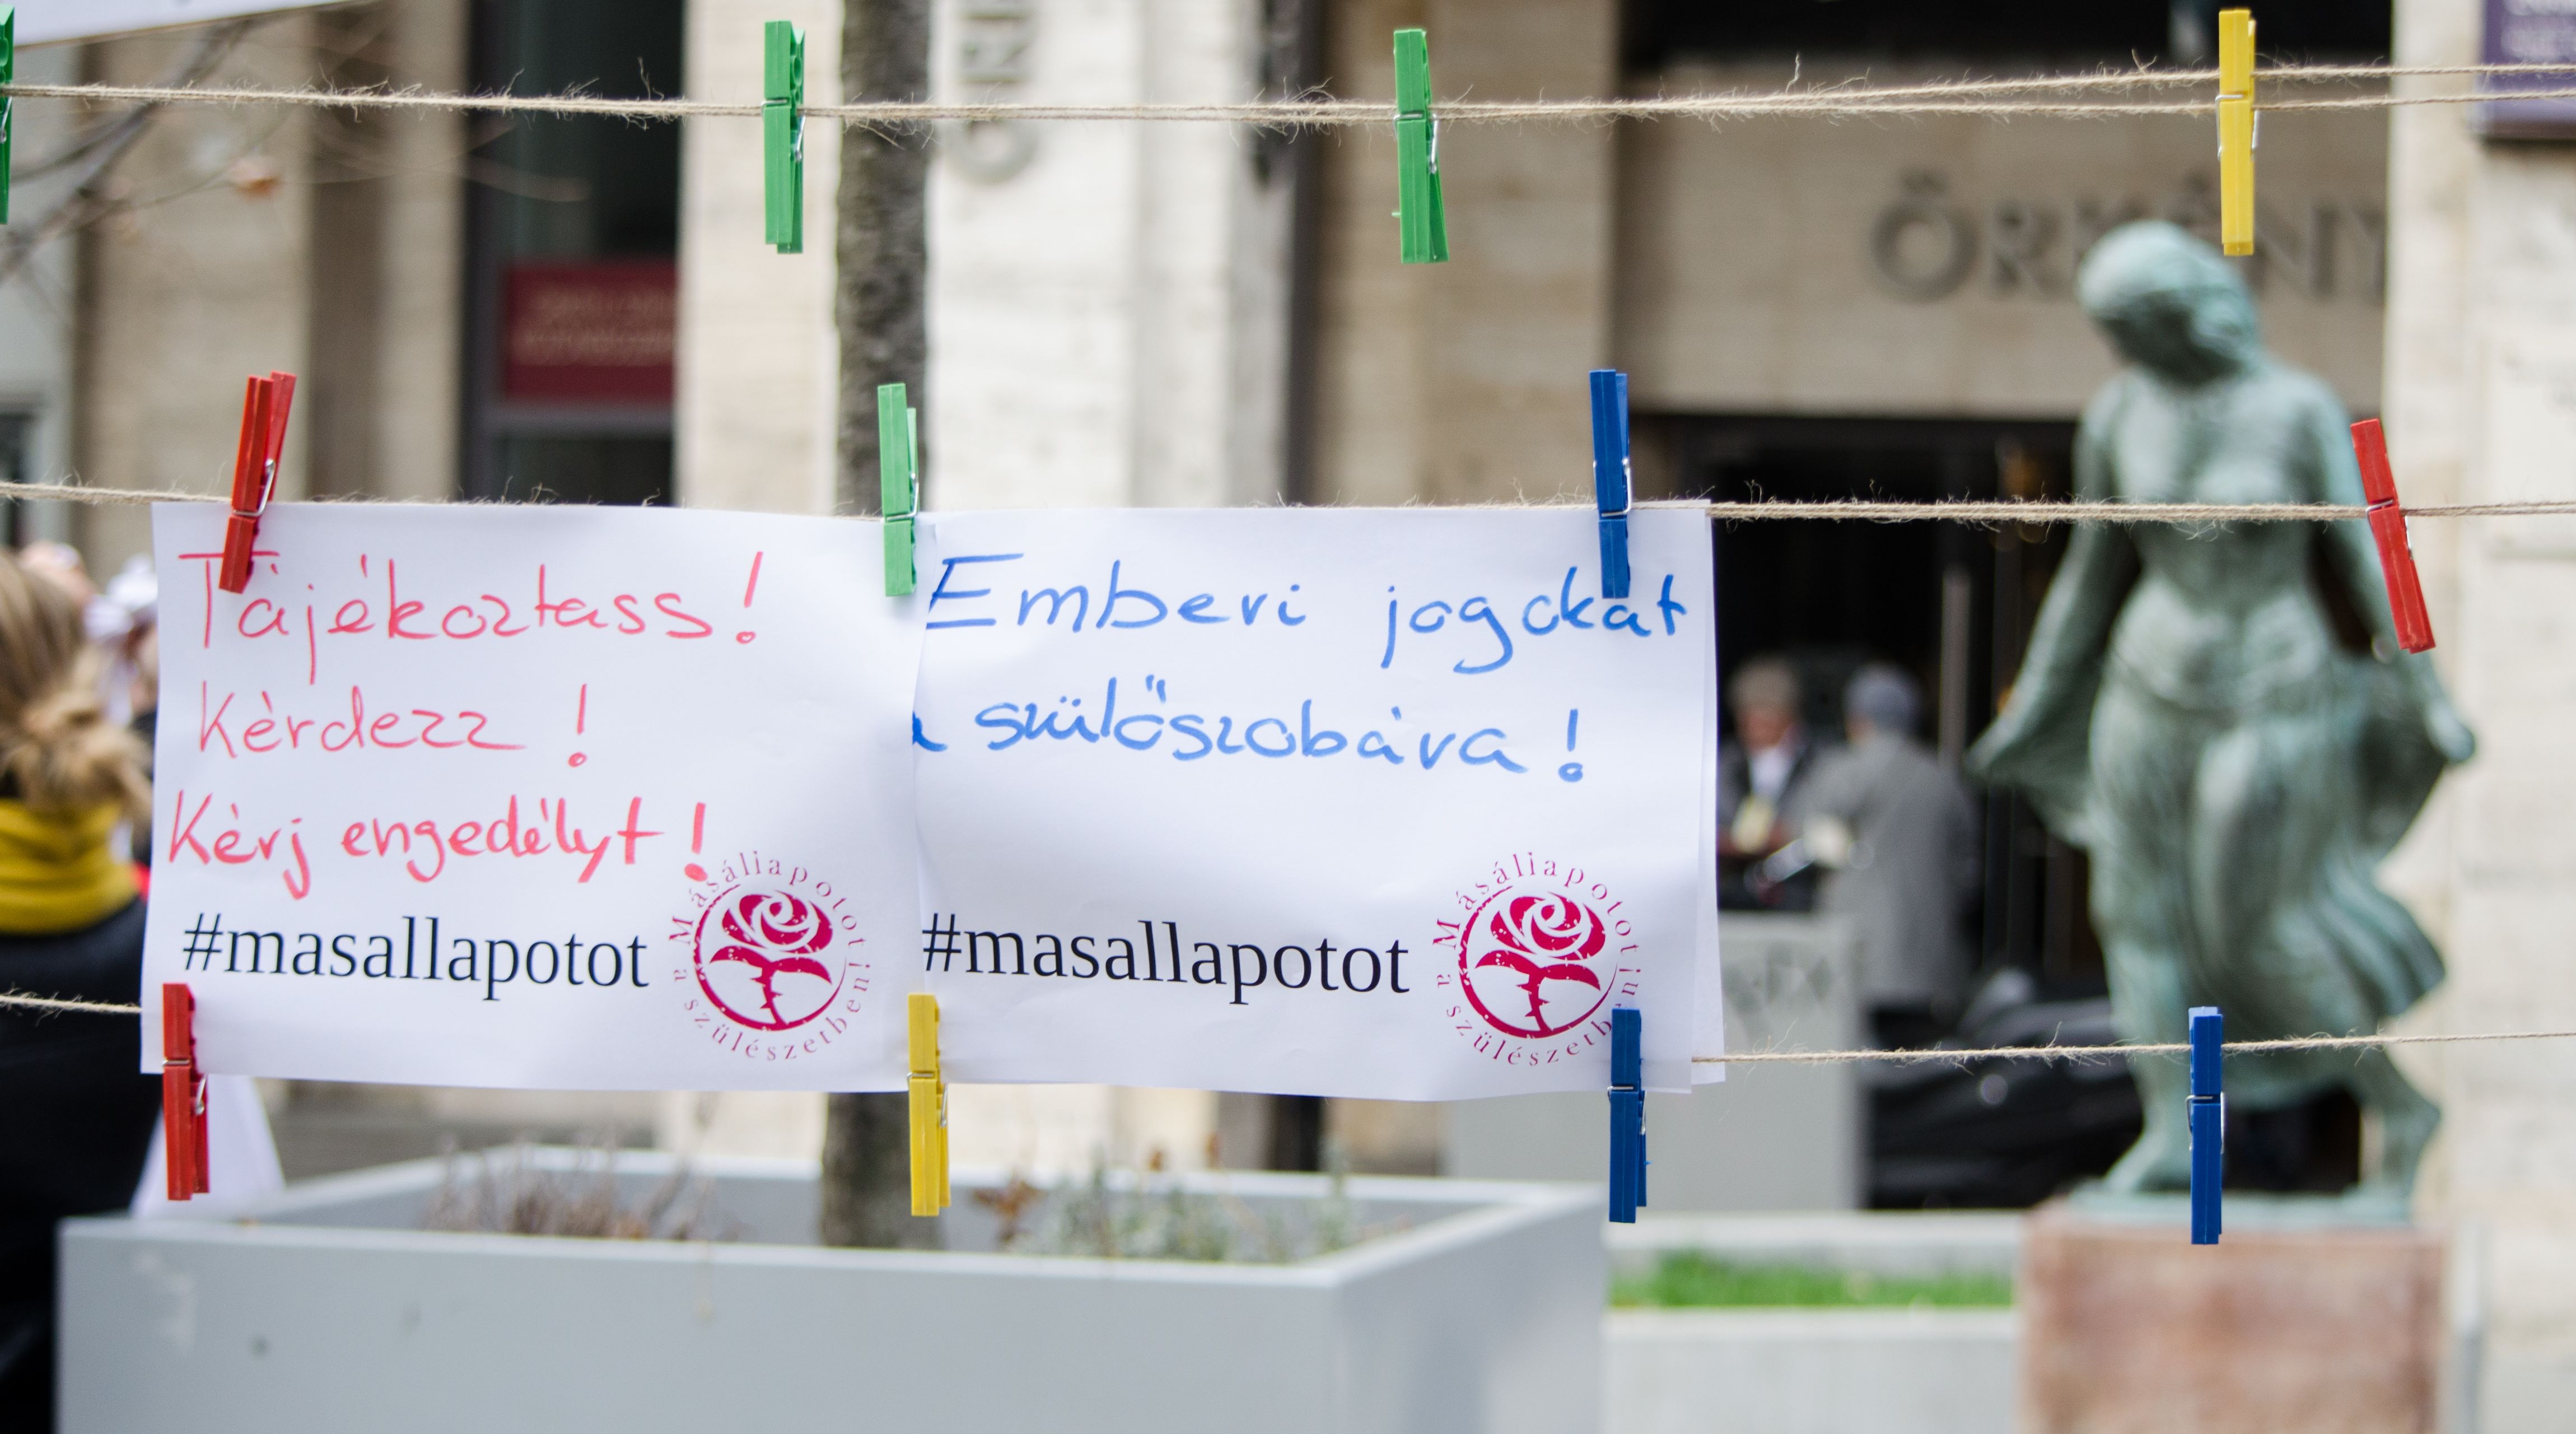 ÖRKÉNY
Tájékoztass!
Kérdezz!
Kérj engedélyt!
#masallapotot
Másállapotot!
a szülészetben!
Emberi jogokat
a szülőszobába!
#masallapotot
Másállapotot!
a szülészetben!